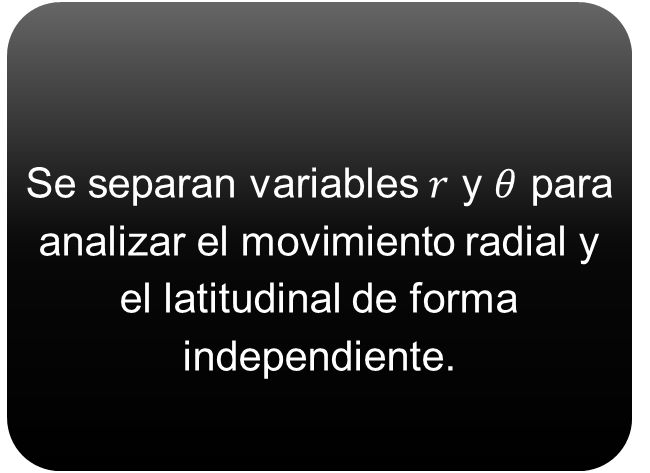 Se separan variables 𝑟 y 𝜃 para
analizar el movimiento radial y
el latitudinal de forma
independiente.